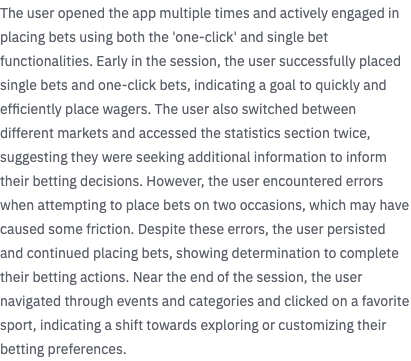 The user opened the app multiple times and actively engaged in
placing bets using both the 'one-click' and single bet
functionalities. Early in the session, the user successfully placed
single bets and one-click bets, indicating a goal to quickly and
efficiently place wagers. The user also switched between
different markets and accessed the statistics section twice,
suggesting they were seeking additional information to inform
their betting decisions. However, the user encountered errors
when attempting to place bets on two occasions, which may have
caused some friction. Despite these errors, the user persisted
and continued placing bets, showing determination to complete
their betting actions. Near the end of the session, the user
navigated through events and categories and clicked on a favorite
sport, indicating a shift towards exploring or customizing their
betting preferences.